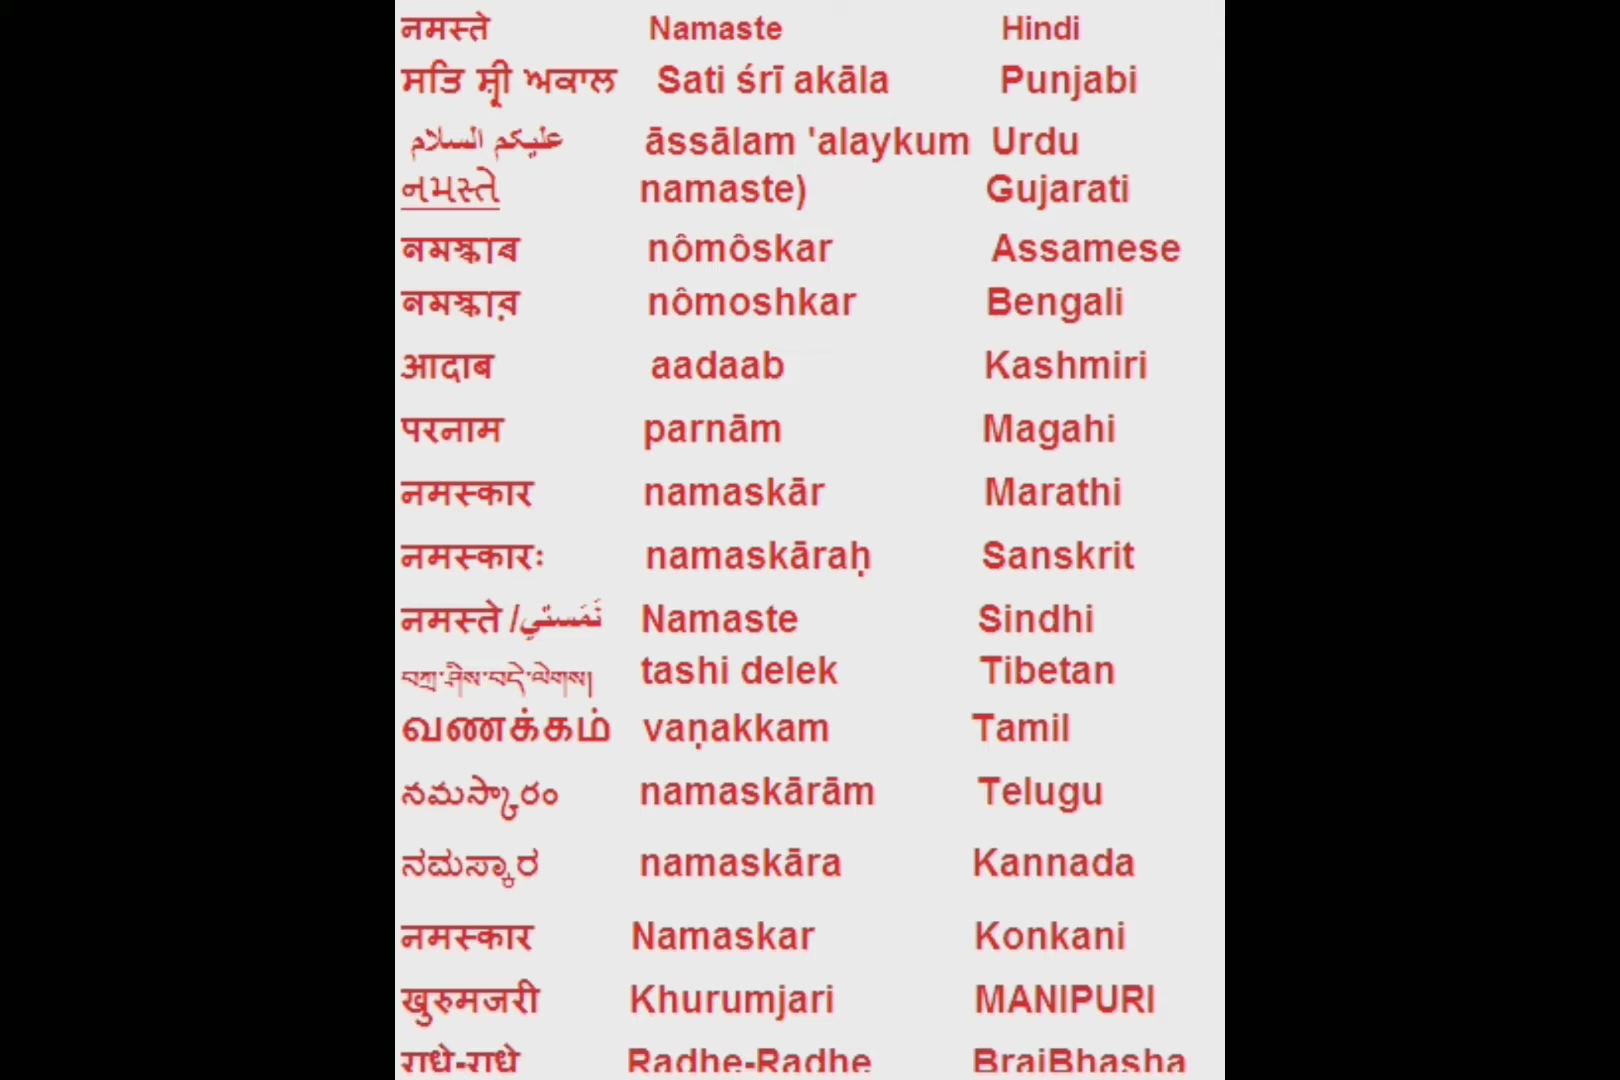 नमस्ते Namaste Hindi
ਸਤਿ ਸ਼੍ਰੀ ਅਕਾਲ Sati śrī akāla Punjabi
عليكم السلام āssālam 'alaykum Urdu
નમસ્તે namaste) Gujarati
নমস্কাৰ nômôskar Assamese
নমস্কার nômoshkar Bengali
आदाब aadaab Kashmiri
परनाम parnām Magahi
नमस्कार namaskār Marathi
नमस्कारः namaskāraḥ Sanskrit
नमस्ते /نَمَستي Namaste Sindhi
བཀྲ་ཤིས་བདེ་ལེགས། tashi delek Tibetan
வணக்கம் vaṇakkam Tamil
నమస్కారం namaskārām Telugu
ನಮಸ್ಕಾರ namaskāra Kannada
नमस्कार Namaskar Konkani
खुरुमजरी Khurumjari MANIPURI
राधे-राधे Radhe-Radhe BrajBhasha